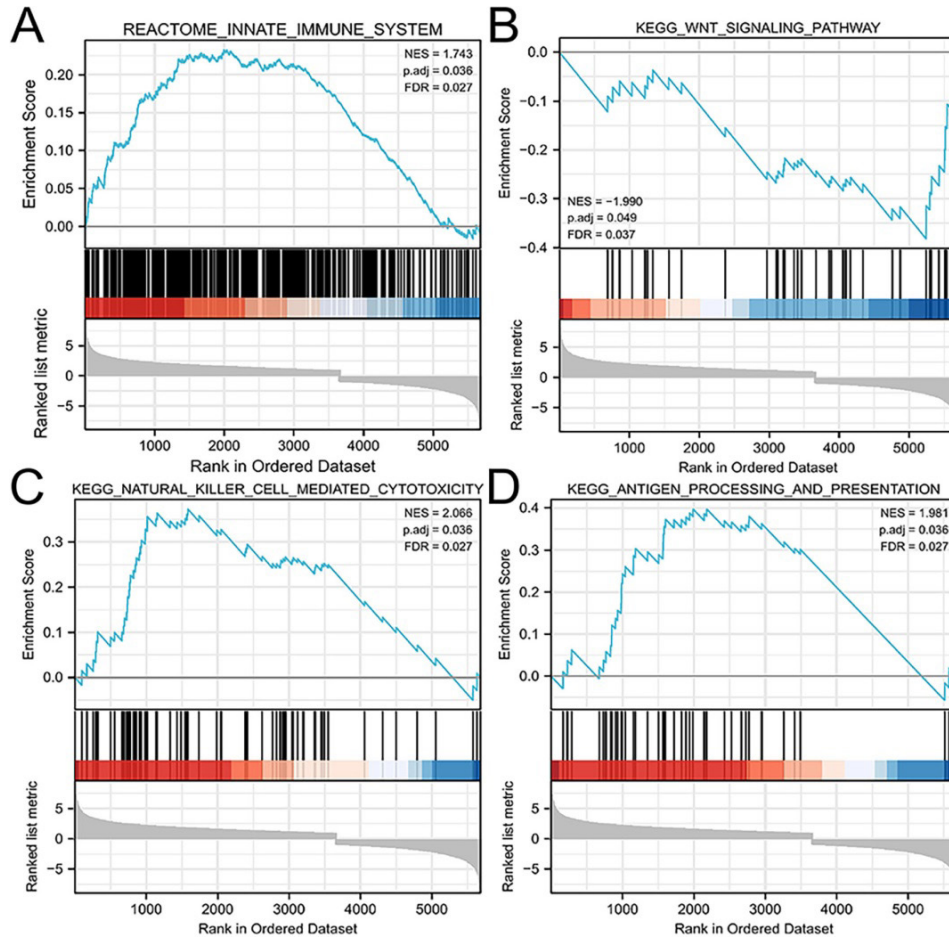 A
REACTOME_INNATE_IMMUNE_SYSTEM
NES = 1.743
p.adj = 0.036
FDR = 0.027
Enrichment Score
0.20
0.15
0.10
0.05
0.00
Ranked list metric
5
0
−5
1000 2000 3000 4000 5000
Rank in Ordered Dataset
B
KEGG_WNT_SIGNALING_PATHWAY
0.0
−0.1
−0.2
−0.3
−0.4
Enrichment Score
NES = −1.990
p.adj = 0.049
FDR = 0.037
Ranked list metric
5
0
−5
1000 2000 3000 4000 5000
Rank in Ordered Dataset
C
KEGG_NATURAL_KILLER_CELL_MEDIATED_CYTOTOXICITY
NES = 2.066
p.adj = 0.036
FDR = 0.027
Enrichment Score
0.3
0.2
0.1
0.0
Ranked list metric
5
0
−5
1000 2000 3000 4000 5000
Rank in Ordered Dataset
D
KEGG_ANTIGEN_PROCESSING_AND_PRESENTATION
NES = 1.981
p.adj = 0.036
FDR = 0.027
Enrichment Score
0.4
0.3
0.2
0.1
0.0
Ranked list metric
5
0
−5
1000 2000 3000 4000 5000
Rank in Ordered Dataset